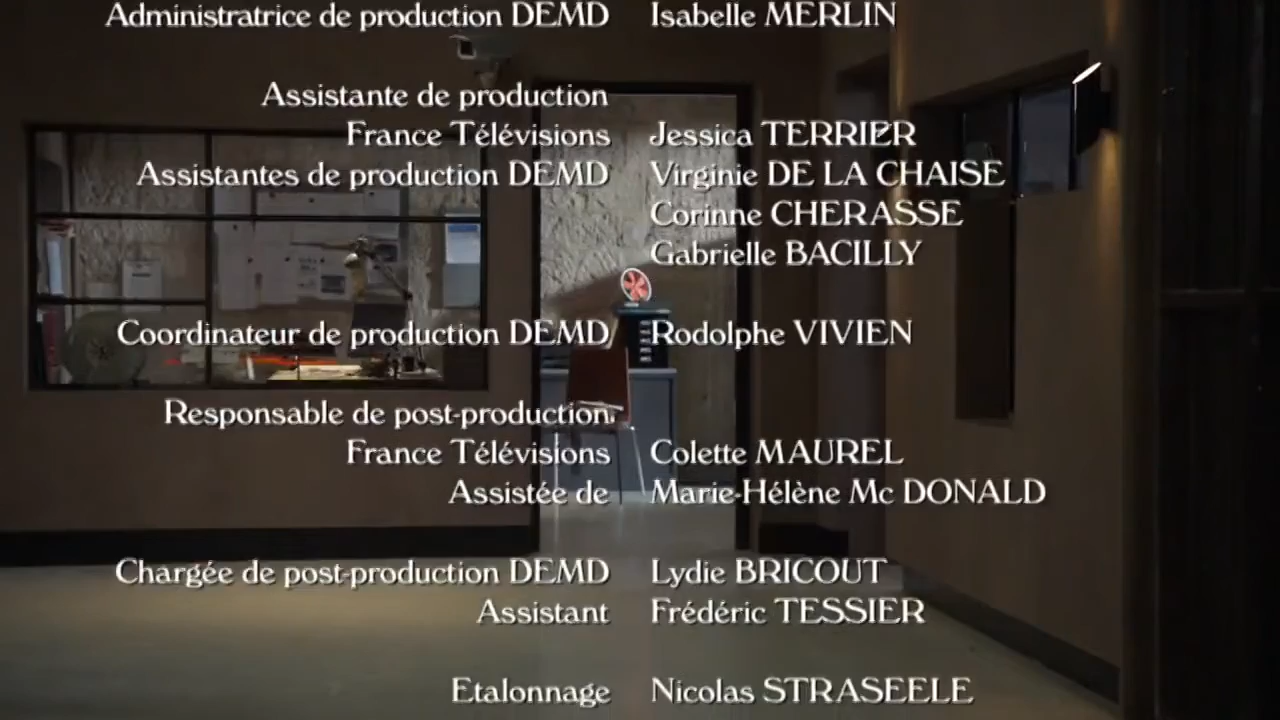 Administratrice de production DEMD Isabelle MERLIN
Assistante de production
France Télévisions Jessica TERRIER
Assistantes de production DEMD Virginie DE LA CHAISE
Corinne CHERASSE
Gabrielle BACILLY
Coordinateur de production DEMD Rodolphe VIVIEN
Responsable de post-production
France Télévisions Colette MAUREL
Assistée de Marie-Hélène Mc DONALD
Chargée de post-production DEMD Lydie BRICOUT
Assistant Frédéric TESSIER
Etalonnage Nicolas STRASEELE